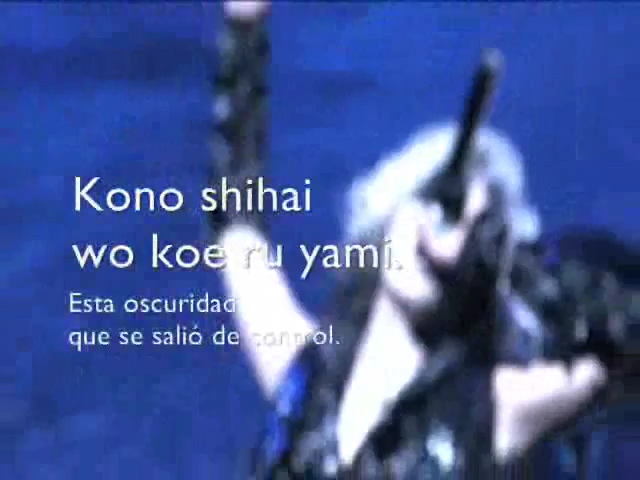 Kono shihai
wo koe ru yami.
Esta oscuridad
que se salió de control.